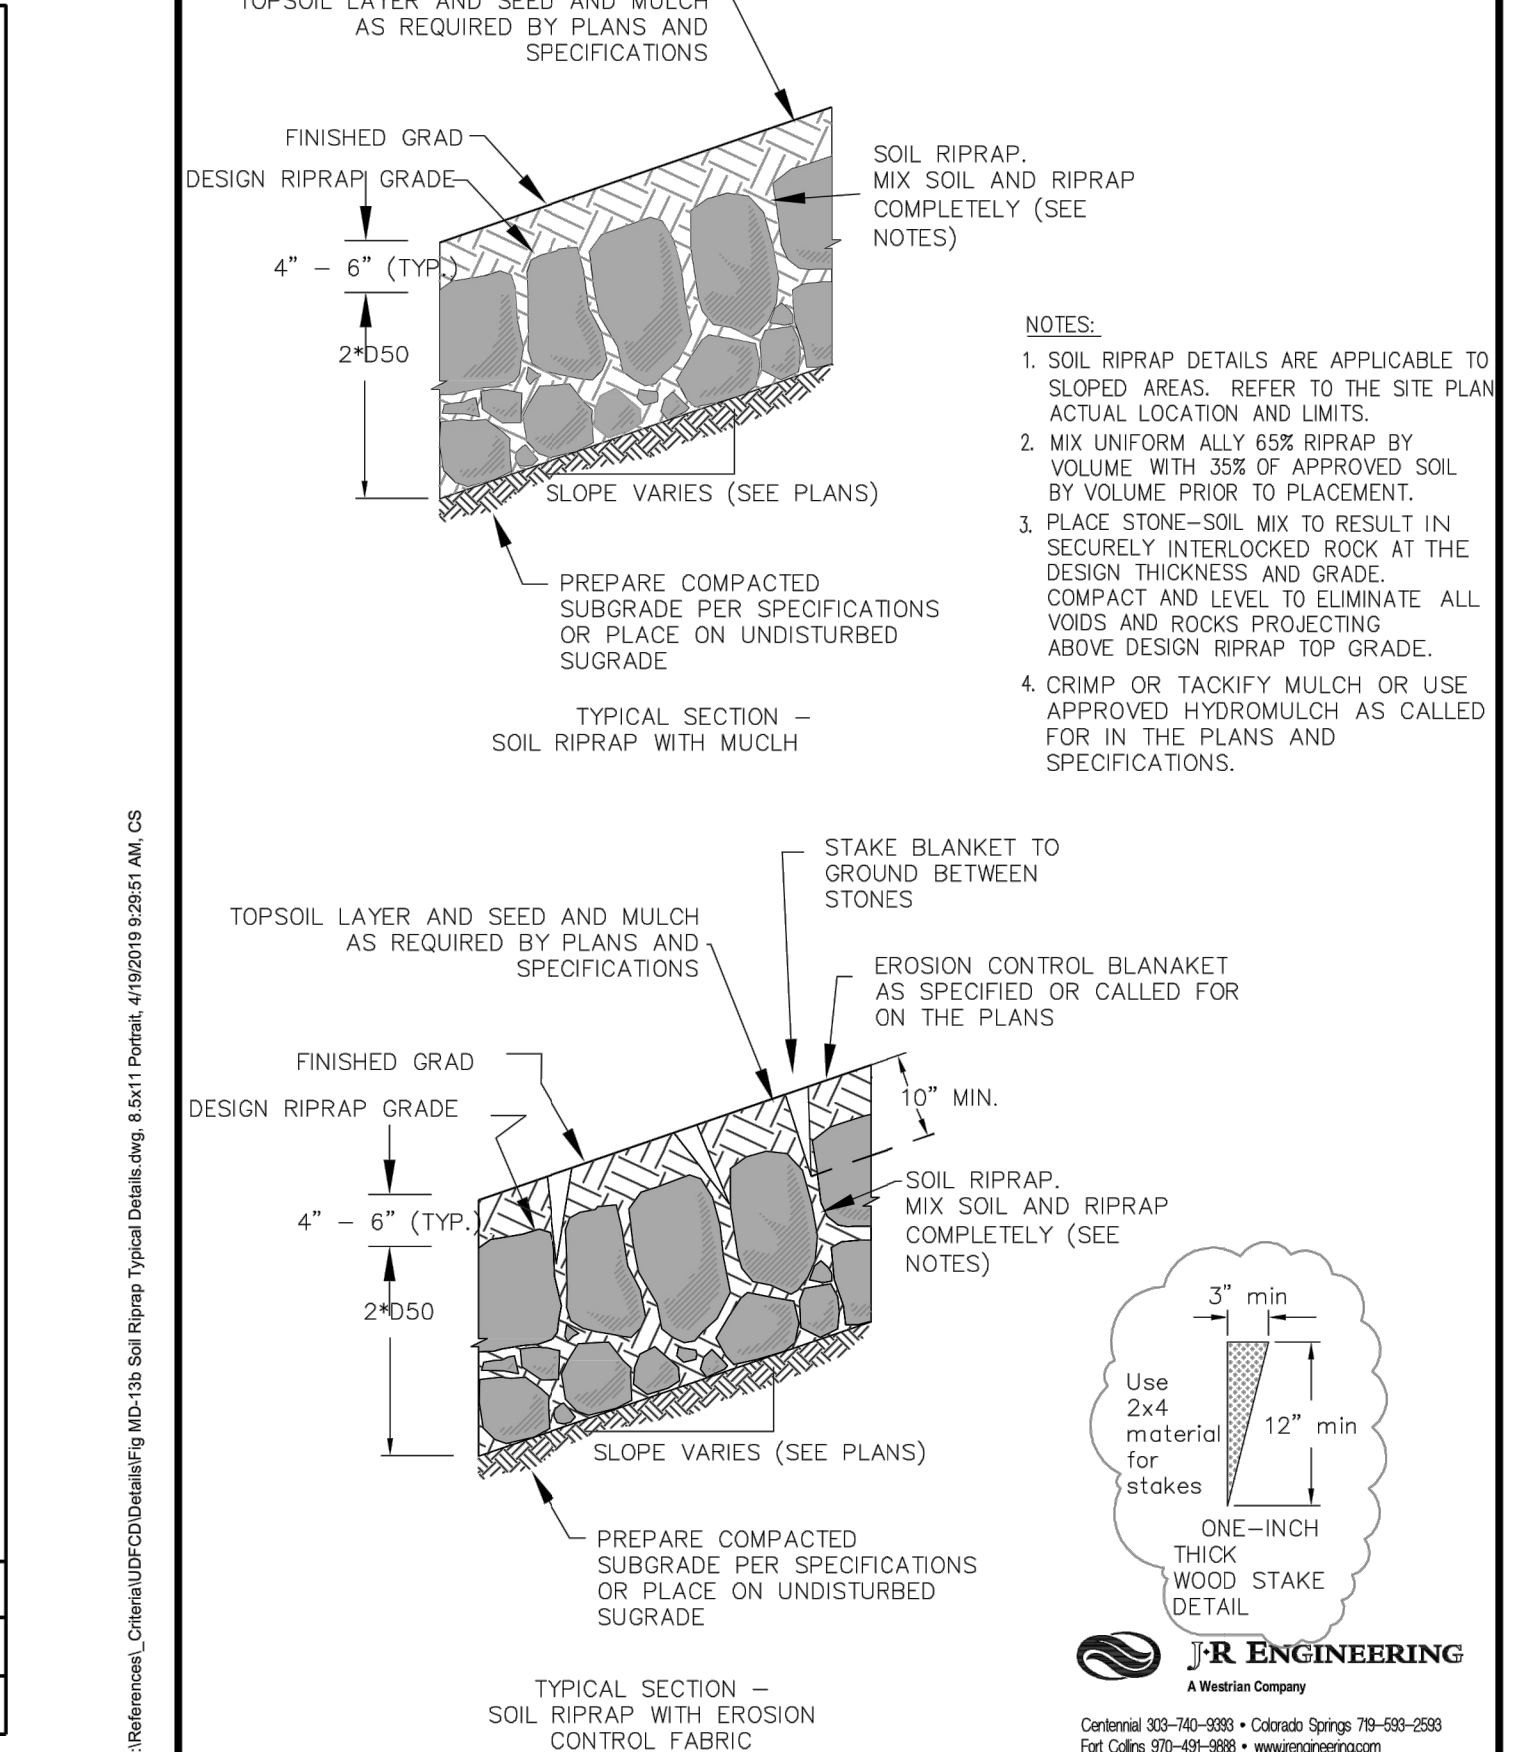 TOPSOIL LAYER AND SEED AND MULCH
AS REQUIRED BY PLANS AND
SPECIFICATIONS
FINISHED GRAD
DESIGN RIPRAP GRADE
4" – 6" (TYP.)
2*D50
SOIL RIPRAP.
MIX SOIL AND RIPRAP
COMPLETELY (SEE
NOTES)
SLOPE VARIES (SEE PLANS)
PREPARE COMPACTED
SUBGRADE PER SPECIFICATIONS
OR PLACE ON UNDISTURBED
SUGRADE
TYPICAL SECTION –
SOIL RIPRAP WITH MUCLH
NOTES:
1. SOIL RIPRAP DETAILS ARE APPLICABLE TO
SLOPED AREAS. REFER TO THE SITE PLAN
ACTUAL LOCATION AND LIMITS.
2. MIX UNIFORM ALLY 65% RIPRAP BY
VOLUME WITH 35% OF APPROVED SOIL
BY VOLUME PRIOR TO PLACEMENT.
3. PLACE STONE–SOIL MIX TO RESULT IN
SECURELY INTERLOCKED ROCK AT THE
DESIGN THICKNESS AND GRADE.
COMPACT AND LEVEL TO ELIMINATE ALL
VOIDS AND ROCKS PROJECTING
ABOVE DESIGN RIPRAP TOP GRADE.
4. CRIMP OR TACKIFY MULCH OR USE
APPROVED HYDROMULCH AS CALLED
FOR IN THE PLANS AND
SPECIFICATIONS.
:\References\_Criteria\UDFCD\Details\Fig MD-13b Soil Riprap Typical Details.dwg, 8.5x11 Portrait, 4/19/2019 9:29:51 AM, CS
STAKE BLANKET TO
GROUND BETWEEN
STONES
TOPSOIL LAYER AND SEED AND MULCH
AS REQUIRED BY PLANS AND
SPECIFICATIONS
EROSION CONTROL BLANAKET
AS SPECIFIED OR CALLED FOR
ON THE PLANS
FINISHED GRAD
DESIGN RIPRAP GRADE
10" MIN.
4" – 6" (TYP.)
2*D50
SOIL RIPRAP.
MIX SOIL AND RIPRAP
COMPLETELY (SEE
NOTES)
SLOPE VARIES (SEE PLANS)
PREPARE COMPACTED
SUBGRADE PER SPECIFICATIONS
OR PLACE ON UNDISTURBED
SUGRADE
TYPICAL SECTION –
SOIL RIPRAP WITH EROSION
CONTROL FABRIC
3" min
Use
2x4
material
for
stakes
12" min
ONE–INCH
THICK
WOOD STAKE
DETAIL
J·R ENGINEERING
A Westrian Company
Centennial 303–740–9393 • Colorado Springs 719–593–2593
Fort Collins 970–491–9888 • www.jrengineering.com